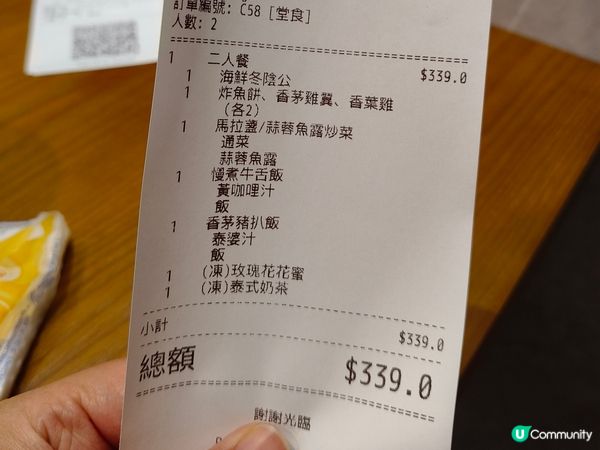 訂單編號: C58 [堂食]
人數: 2
1 二人餐 $339.0
1 海鮮冬陰公
1 炸魚餅、香茅雞翼、香葉雞
(各2)
1 馬拉盞/蒜蓉魚露炒菜
通菜
蒜蓉魚露
1 慢煮牛舌飯
黃咖哩汁
飯
1 香茅豬扒飯
泰婆汁
飯
1 (凍)玫瑰花花蜜
1 (凍)泰式奶茶
小計 $339.0
總額 $339.0
謝謝光臨
U Community